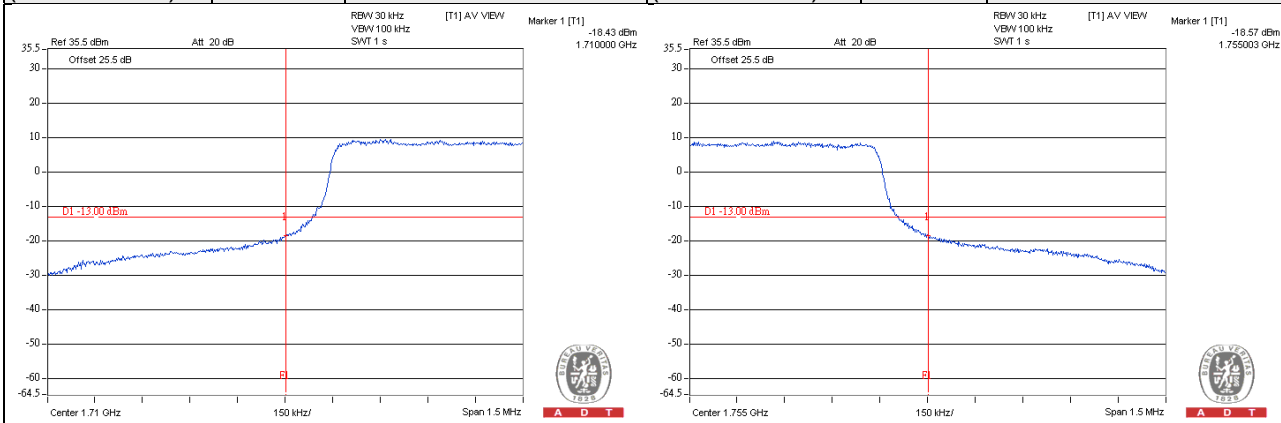 RBW 30 kHz [T1] AV VIEW
VBW 100 kHz
Marker 1 [T1]
-18.43 dBm
1.710000 GHz
Ref 35.5 dBm Att 20 dB SWT 1 s
35.5
Offset 25.5 dB
30
20
10
0
-10
D1 -13.00 dBm
1
-20
-30
-40
-50
-60
-64.5
F1
Center 1.71 GHz 150 kHz/ Span 1.5 MHz
BUREAU VERITAS
1828
A D T
RBW 30 kHz [T1] AV VIEW
VBW 100 kHz
Marker 1 [T1]
-18.57 dBm
1.755003 GHz
Ref 35.5 dBm Att 20 dB SWT 1 s
35.5
Offset 25.5 dB
30
20
10
0
-10
D1 -13.00 dBm
1
-20
-30
-40
-50
-60
-64.5
F1
Center 1.755 GHz 150 kHz/ Span 1.5 MHz
BUREAU VERITAS
1828
A D T